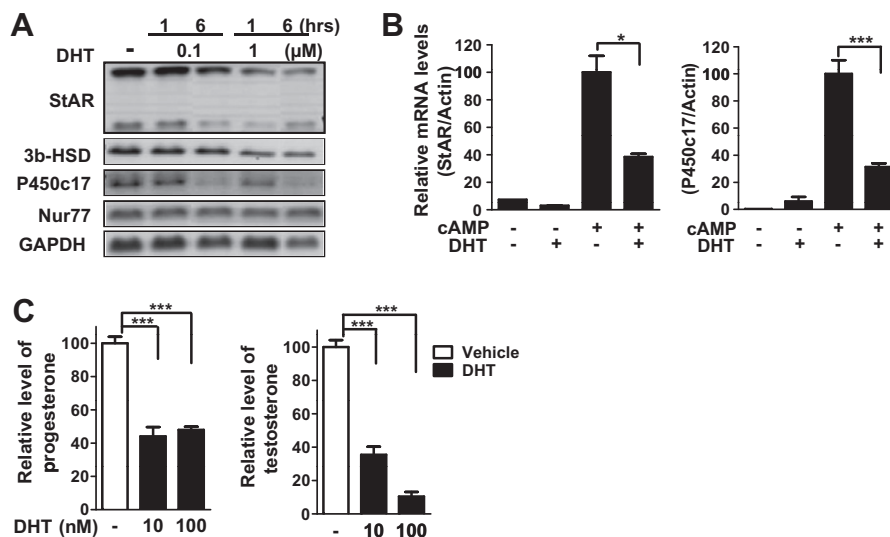 A
1 6 1 6 (hrs)
DHT - 0.1 1 (µM)
StAR
3b-HSD
P450c17
Nur77
GAPDH
B
Relative mRNA levels
(StAR/Actin)
120
100
80
60
40
20
0
*
cAMP - - + +
DHT - + - +
(P450c17/Actin)
120
100
80
60
40
20
0
***
cAMP - - + +
DHT - + - +
C
Relative level of
progesterone
100
80
60
40
20
0
***
***
DHT (nM) - 10 100
Relative level of
testosterone
100
80
60
40
20
0
***
***
- 10 100
Vehicle
DHT